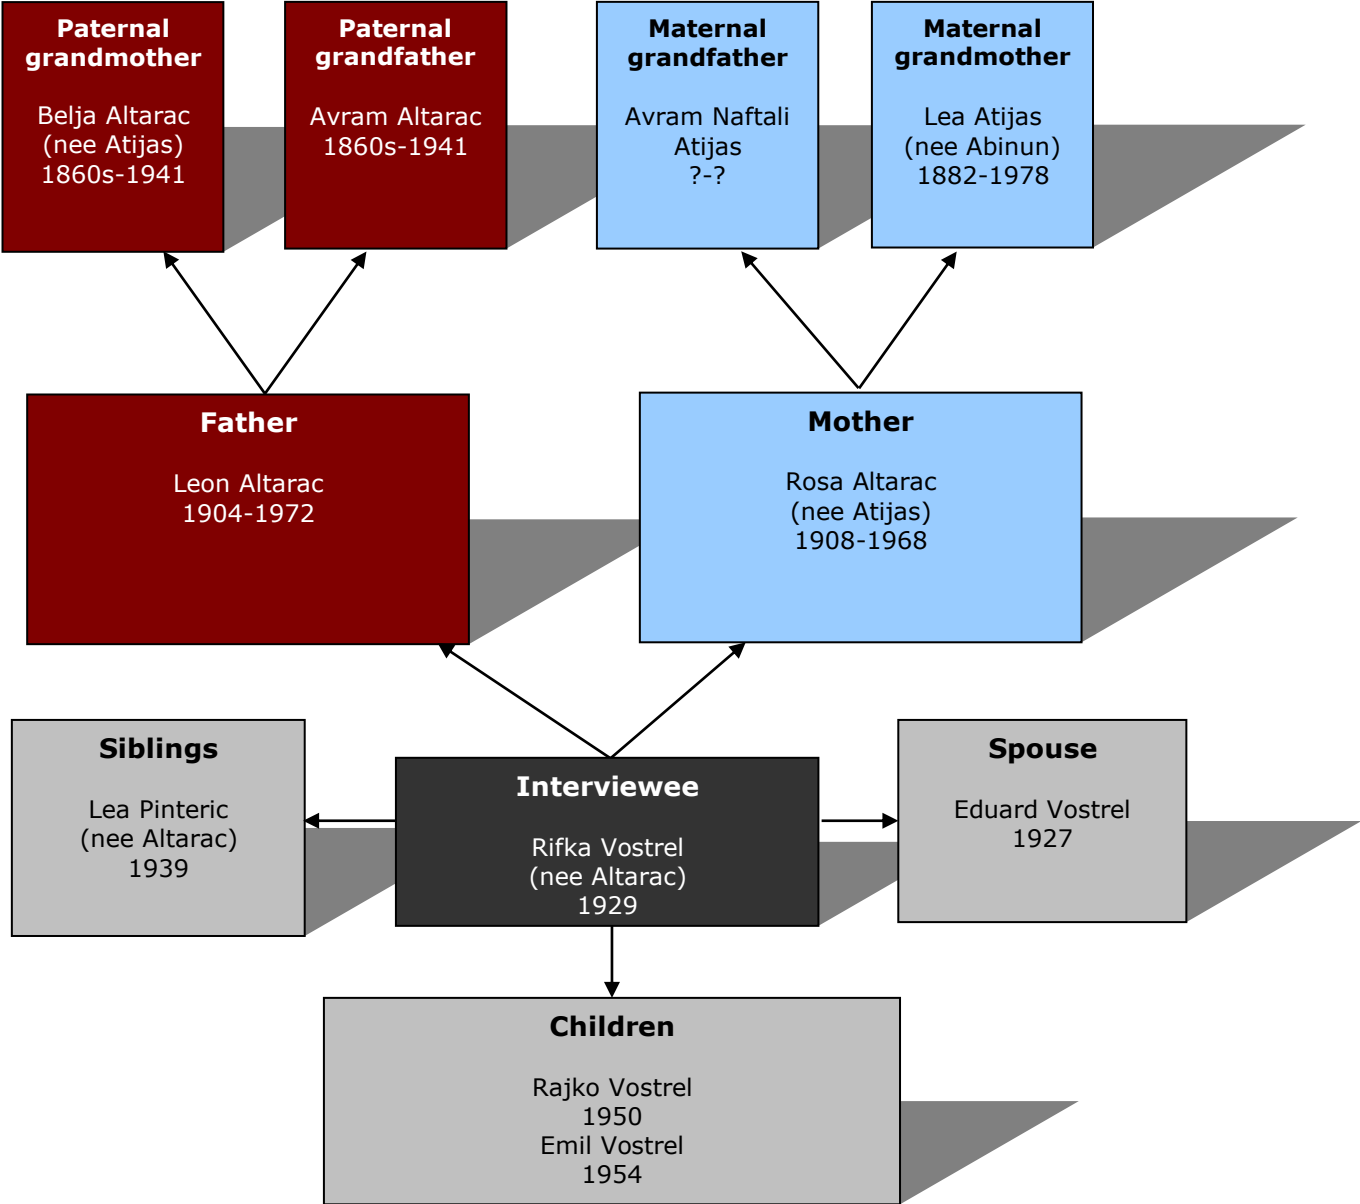 Paternal
grandmother
Belja Altarac
(nee Atijas)
1860s-1941
Paternal
grandfather
Avram Altarac
1860s-1941
Maternal
grandfather
Avram Naftali
Atijas
?-?
Maternal
grandmother
Lea Atijas
(nee Abinun)
1882-1978
Father
Leon Altarac
1904-1972
Mother
Rosa Altarac
(nee Atijas)
1908-1968
Siblings
Lea Pinteric
(nee Altarac)
1939
Interviewee
Rifka Vostrel
(nee Altarac)
1929
Spouse
Eduard Vostrel
1927
Children
Rajko Vostrel
1950
Emil Vostrel
1954